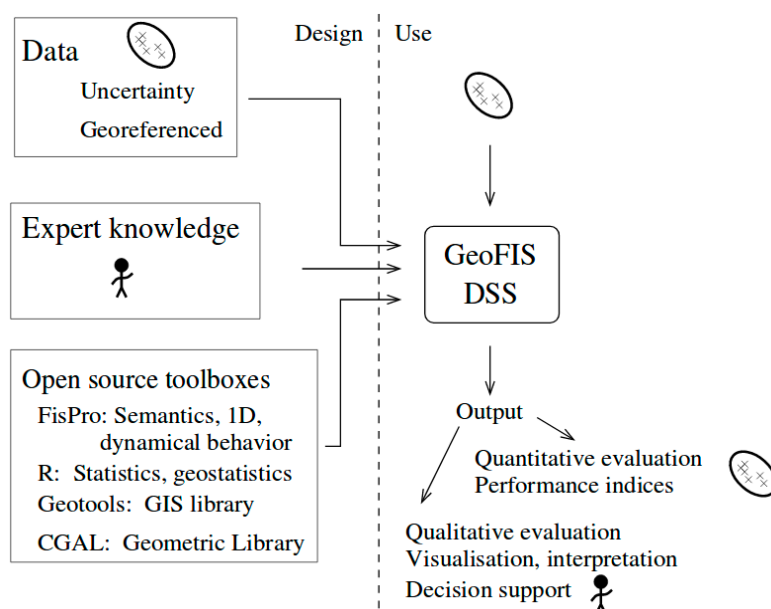 Design
Use
Data
Uncertainty
Georeferenced
Expert knowledge
GeoFIS
DSS
Open source toolboxes
FisPro: Semantics, 1D,
dynamical behavior
R: Statistics, geostatistics
Geotools: GIS library
CGAL: Geometric Library
Output
Quantitative evaluation
Performance indices
Qualitative evaluation
Visualisation, interpretation
Decision support